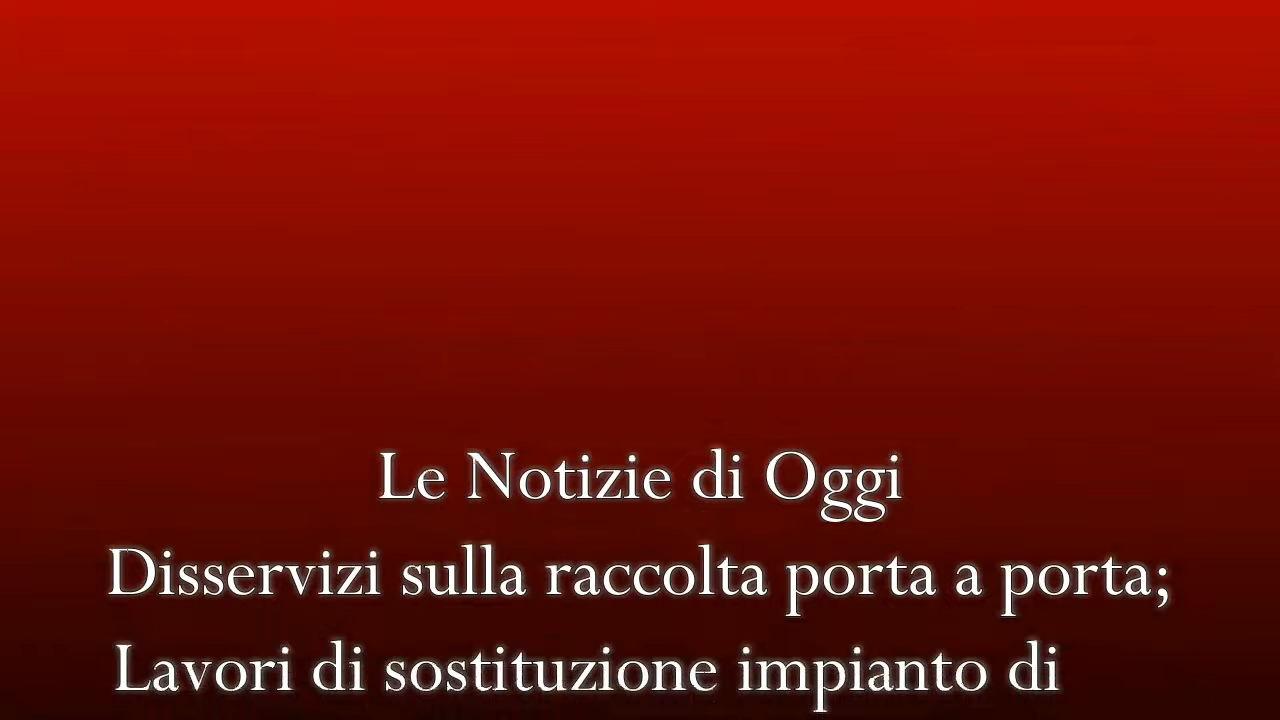 Le Notizie di Oggi
Disservizi sulla raccolta porta a porta;
Lavori di sostituzione impianto di